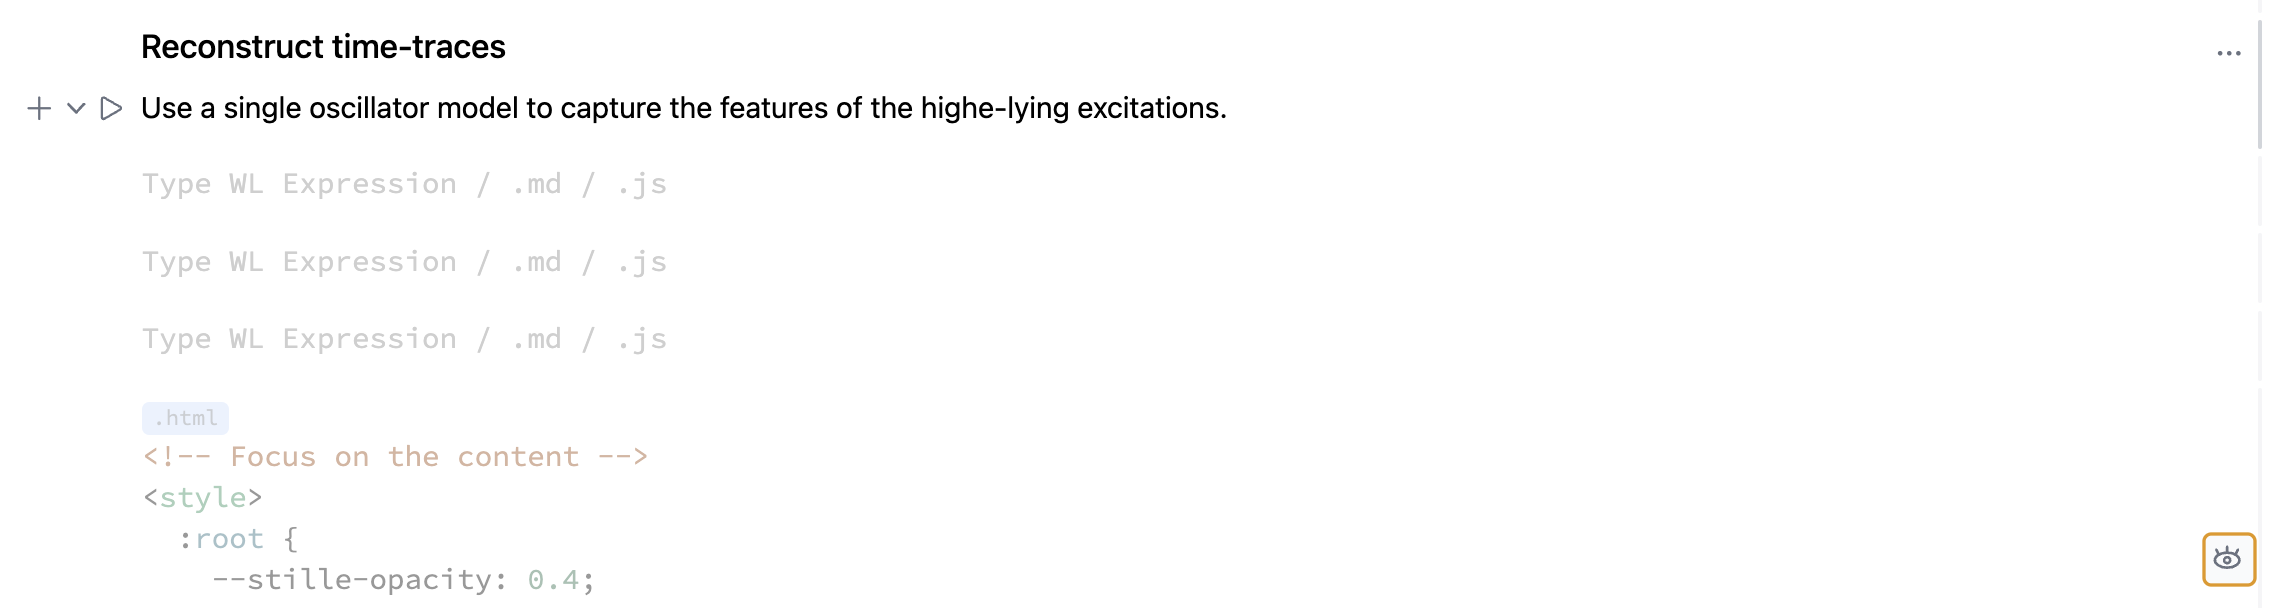 Reconstruct time-traces
Use a single oscillator model to capture the features of the highe-lying excitations.
Type WL Expression / .md / .js
Type WL Expression / .md / .js
Type WL Expression / .md / .js
.html
<!-- Focus on the content -->
<style>
:root {
--stille-opacity: 0.4;